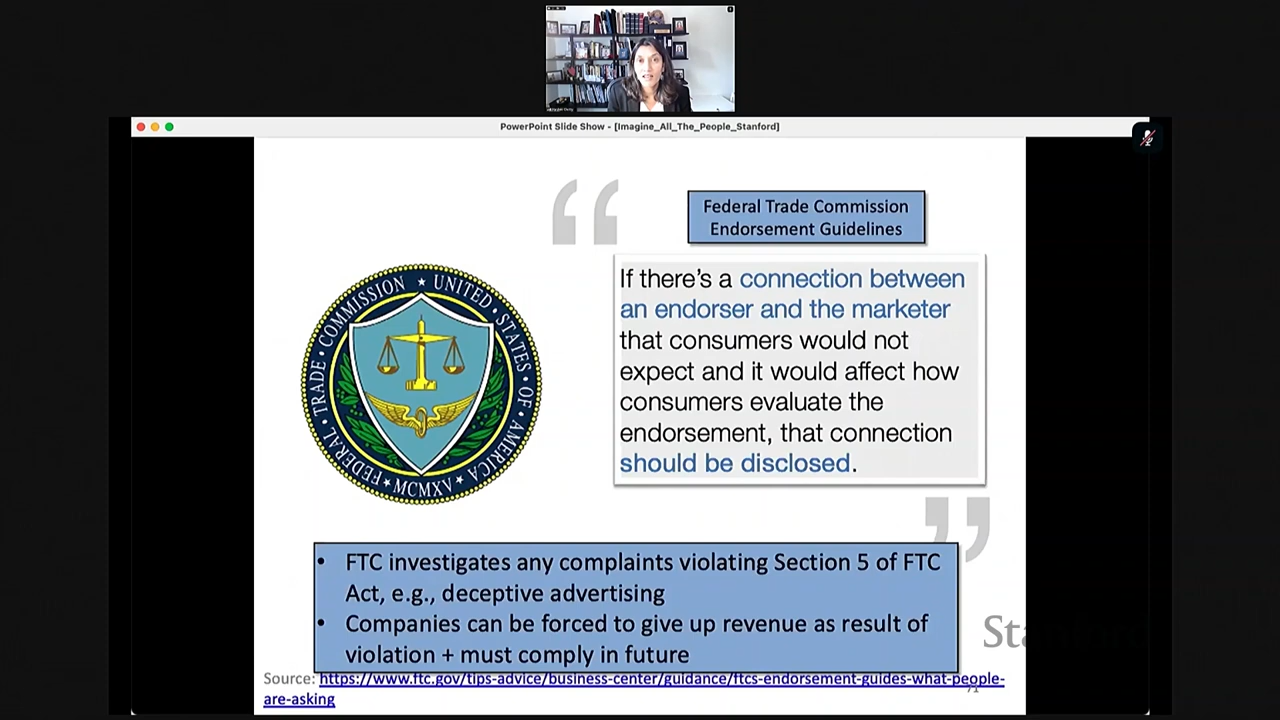 PowerPoint Slide Show - [Imagine_All_The_People_Stanford]
Federal Trade Commission
Endorsement Guidelines
FEDERAL TRADE COMMISSION ★ UNITED STATES OF AMERICA ★ MCMXV ★
If there's a connection between
an endorser and the marketer
that consumers would not
expect and it would affect how
consumers evaluate the
endorsement, that connection
should be disclosed.
• FTC investigates any complaints violating Section 5 of FTC
Act, e.g., deceptive advertising
• Companies can be forced to give up revenue as result of
violation + must comply in future
Stanford
Source: https://www.ftc.gov/tips-advice/business-center/guidance/ftcs-endorsement-guides-what-people-
are-asking
71